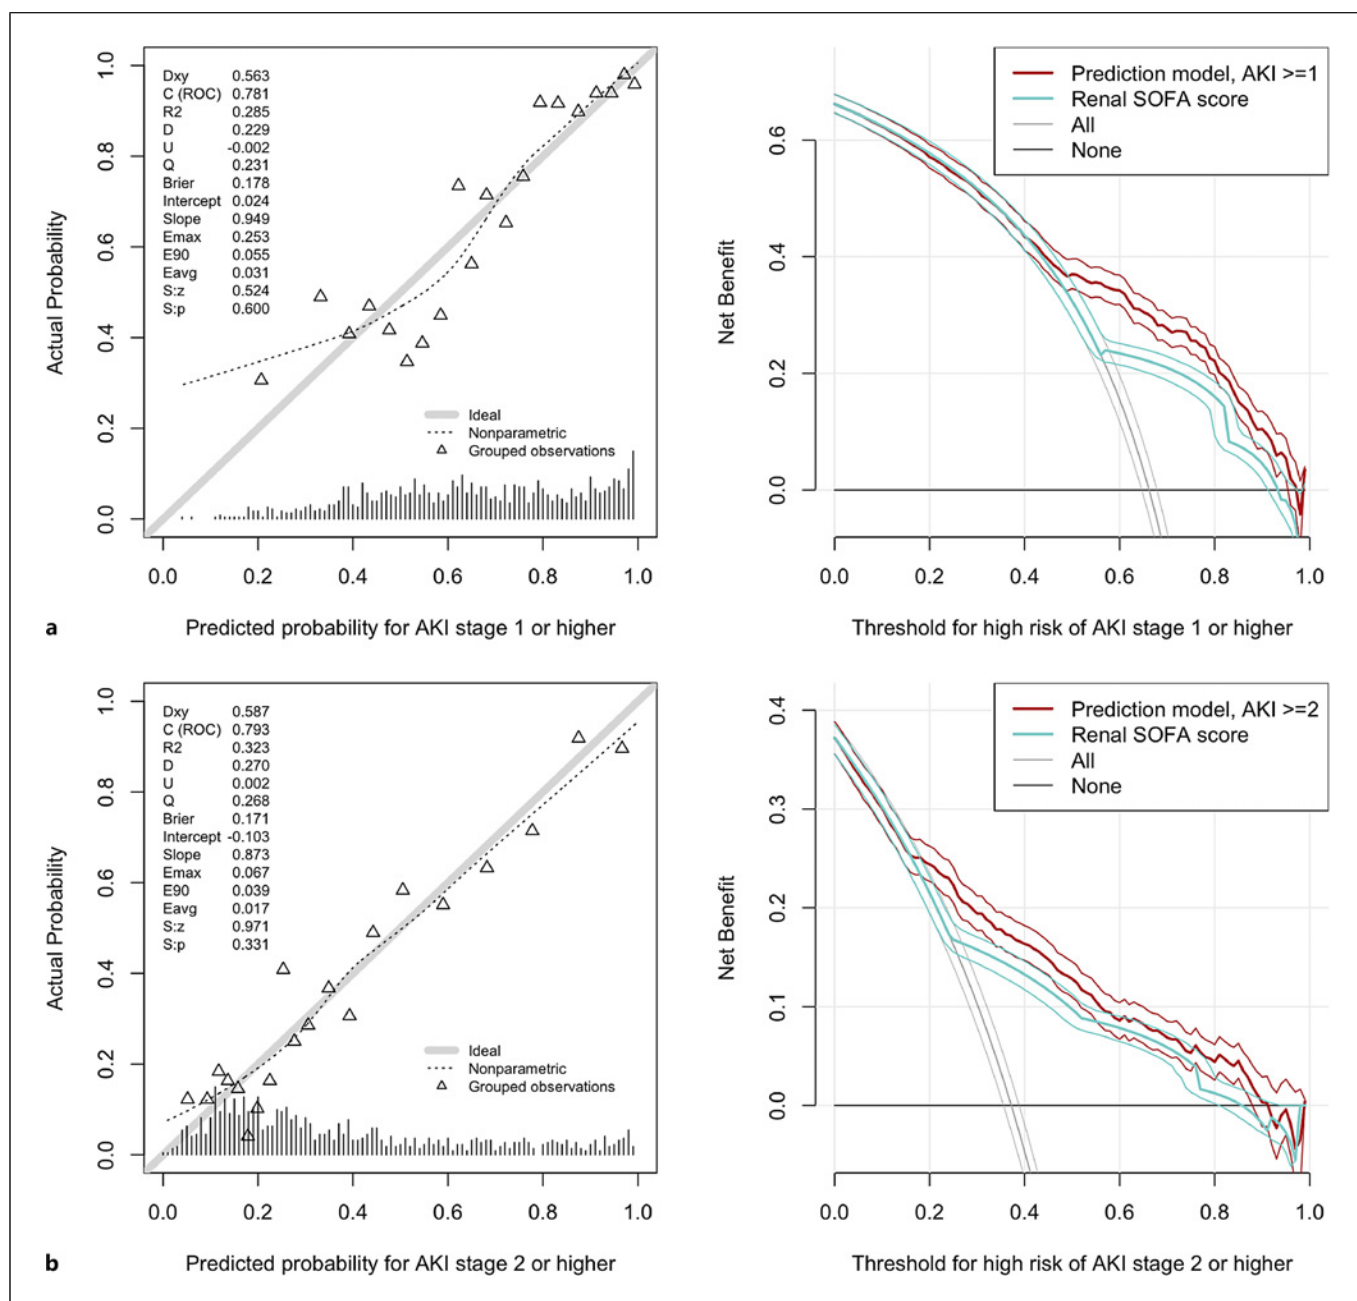 Dxy 0.563
C (ROC) 0.781
R2 0.285
D 0.229
U -0.002
Q 0.231
Brier 0.178
Intercept 0.024
Slope 0.949
Emax 0.253
E90 0.055
Eavg 0.031
S:z 0.524
S:p 0.600
Ideal
Nonparametric
Grouped observations
Actual Probability
0.0 0.2 0.4 0.6 0.8 1.0
0.0 0.2 0.4 0.6 0.8 1.0
a
Predicted probability for AKI stage 1 or higher
Prediction model, AKI >=1
Renal SOFA score
All
None
Net Benefit
0.0 0.2 0.4 0.6
0.0 0.2 0.4 0.6 0.8 1.0
Threshold for high risk of AKI stage 1 or higher
Dxy 0.587
C (ROC) 0.793
R2 0.323
D 0.270
U 0.002
Q 0.268
Brier 0.171
Intercept -0.103
Slope 0.873
Emax 0.067
E90 0.039
Eavg 0.017
S:z 0.971
S:p 0.331
Ideal
Nonparametric
Grouped observations
Actual Probability
0.0 0.2 0.4 0.6 0.8 1.0
0.0 0.2 0.4 0.6 0.8 1.0
b
Predicted probability for AKI stage 2 or higher
Prediction model, AKI >=2
Renal SOFA score
All
None
Net Benefit
0.0 0.1 0.2 0.3 0.4
0.0 0.2 0.4 0.6 0.8 1.0
Threshold for high risk of AKI stage 2 or higher